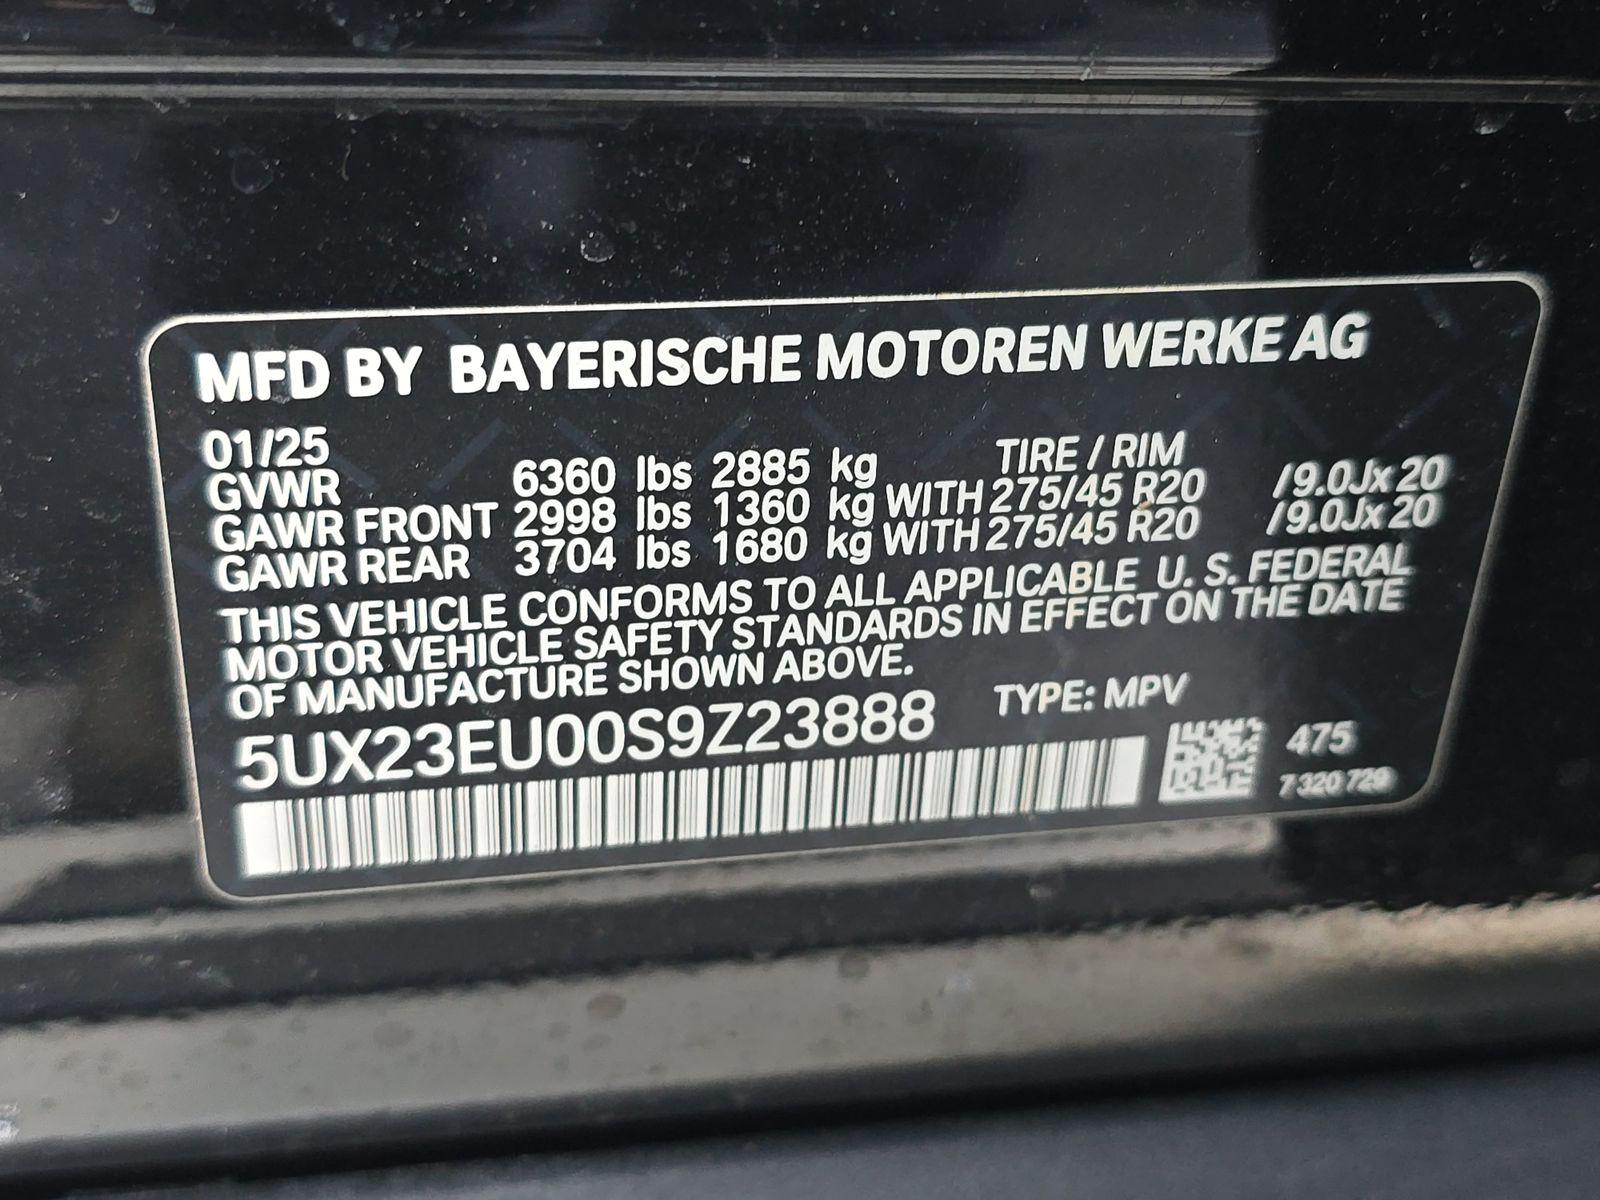 MFD BY BAYERISCHE MOTOREN WERKE AG
01/25 TIRE / RIM
GVWR 6360 lbs 2885 kg
GAWR FRONT 2998 lbs 1360 kg WITH 275/45 R20 /9.0Jx20
GAWR REAR 3704 lbs 1680 kg WITH 275/45 R20 /9.0Jx20
THIS VEHICLE CONFORMS TO ALL APPLICABLE U. S. FEDERAL
MOTOR VEHICLE SAFETY STANDARDS IN EFFECT ON THE DATE
OF MANUFACTURE SHOWN ABOVE.
5UX23EU00S9Z23888 TYPE: MPV
475
7 320 729